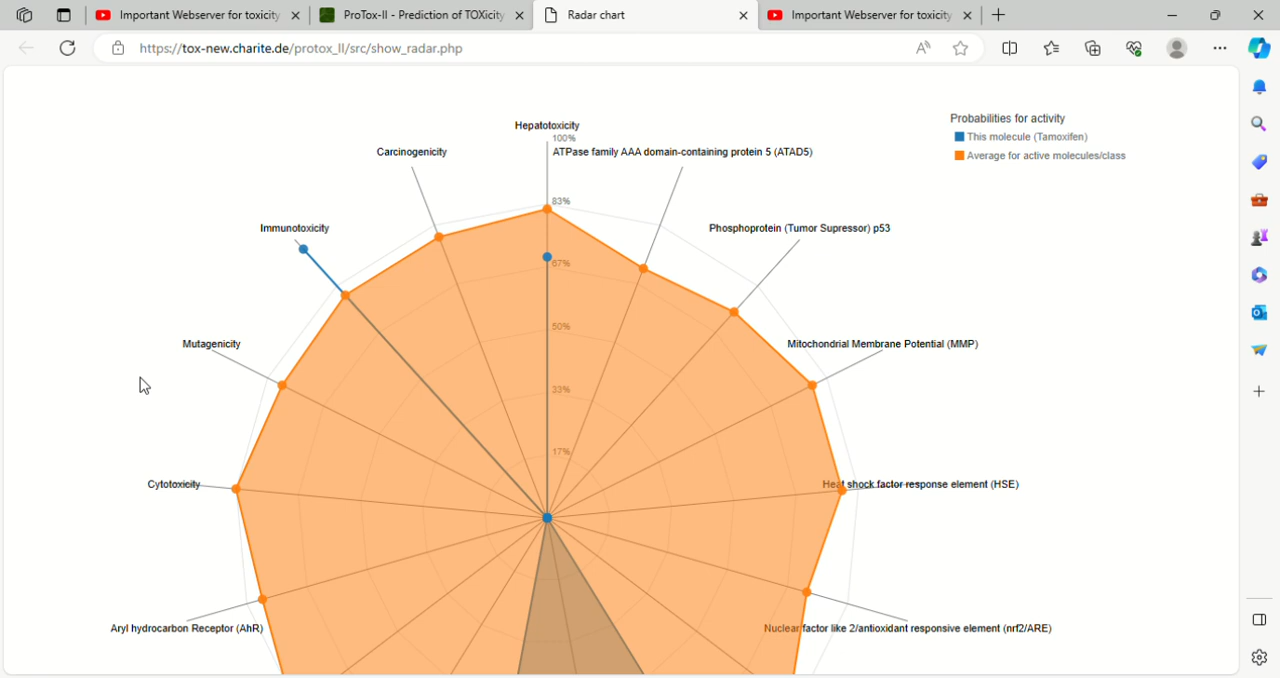 Important Webserver for toxicity
ProTox-II - Prediction of TOXicity
Radar chart
Important Webserver for toxicity
https://tox-new.charite.de/protox_II/src/show_radar.php
Probabilities for activity
This molecule (Tamoxifen)
Average for active molecules/class
Hepatotoxicity
100%
Carcinogenicity
ATPase family AAA domain-containing protein 5 (ATAD5)
83%
Immunotoxicity
Phosphoprotein (Tumor Supressor) p53
67%
50%
Mutagenicity
Mitochondrial Membrane Potential (MMP)
33%
17%
Cytotoxicity
Heat shock factor response element (HSE)
Aryl hydrocarbon Receptor (AhR)
Nuclear factor like 2/antioxidant responsive element (nrf2/ARE)